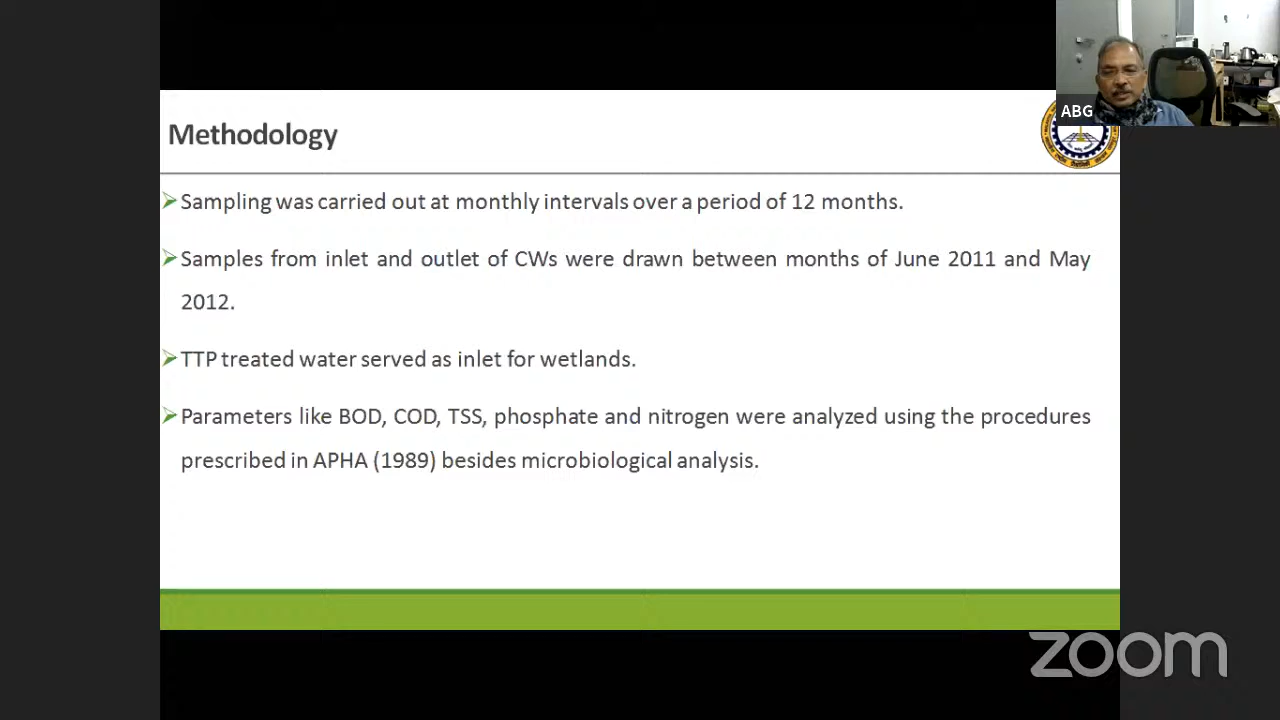 ABG
Methodology
Sampling was carried out at monthly intervals over a period of 12 months.
Samples from inlet and outlet of CWs were drawn between months of June 2011 and May
2012.
TTP treated water served as inlet for wetlands.
Parameters like BOD, COD, TSS, phosphate and nitrogen were analyzed using the procedures
prescribed in APHA (1989) besides microbiological analysis.
zoom